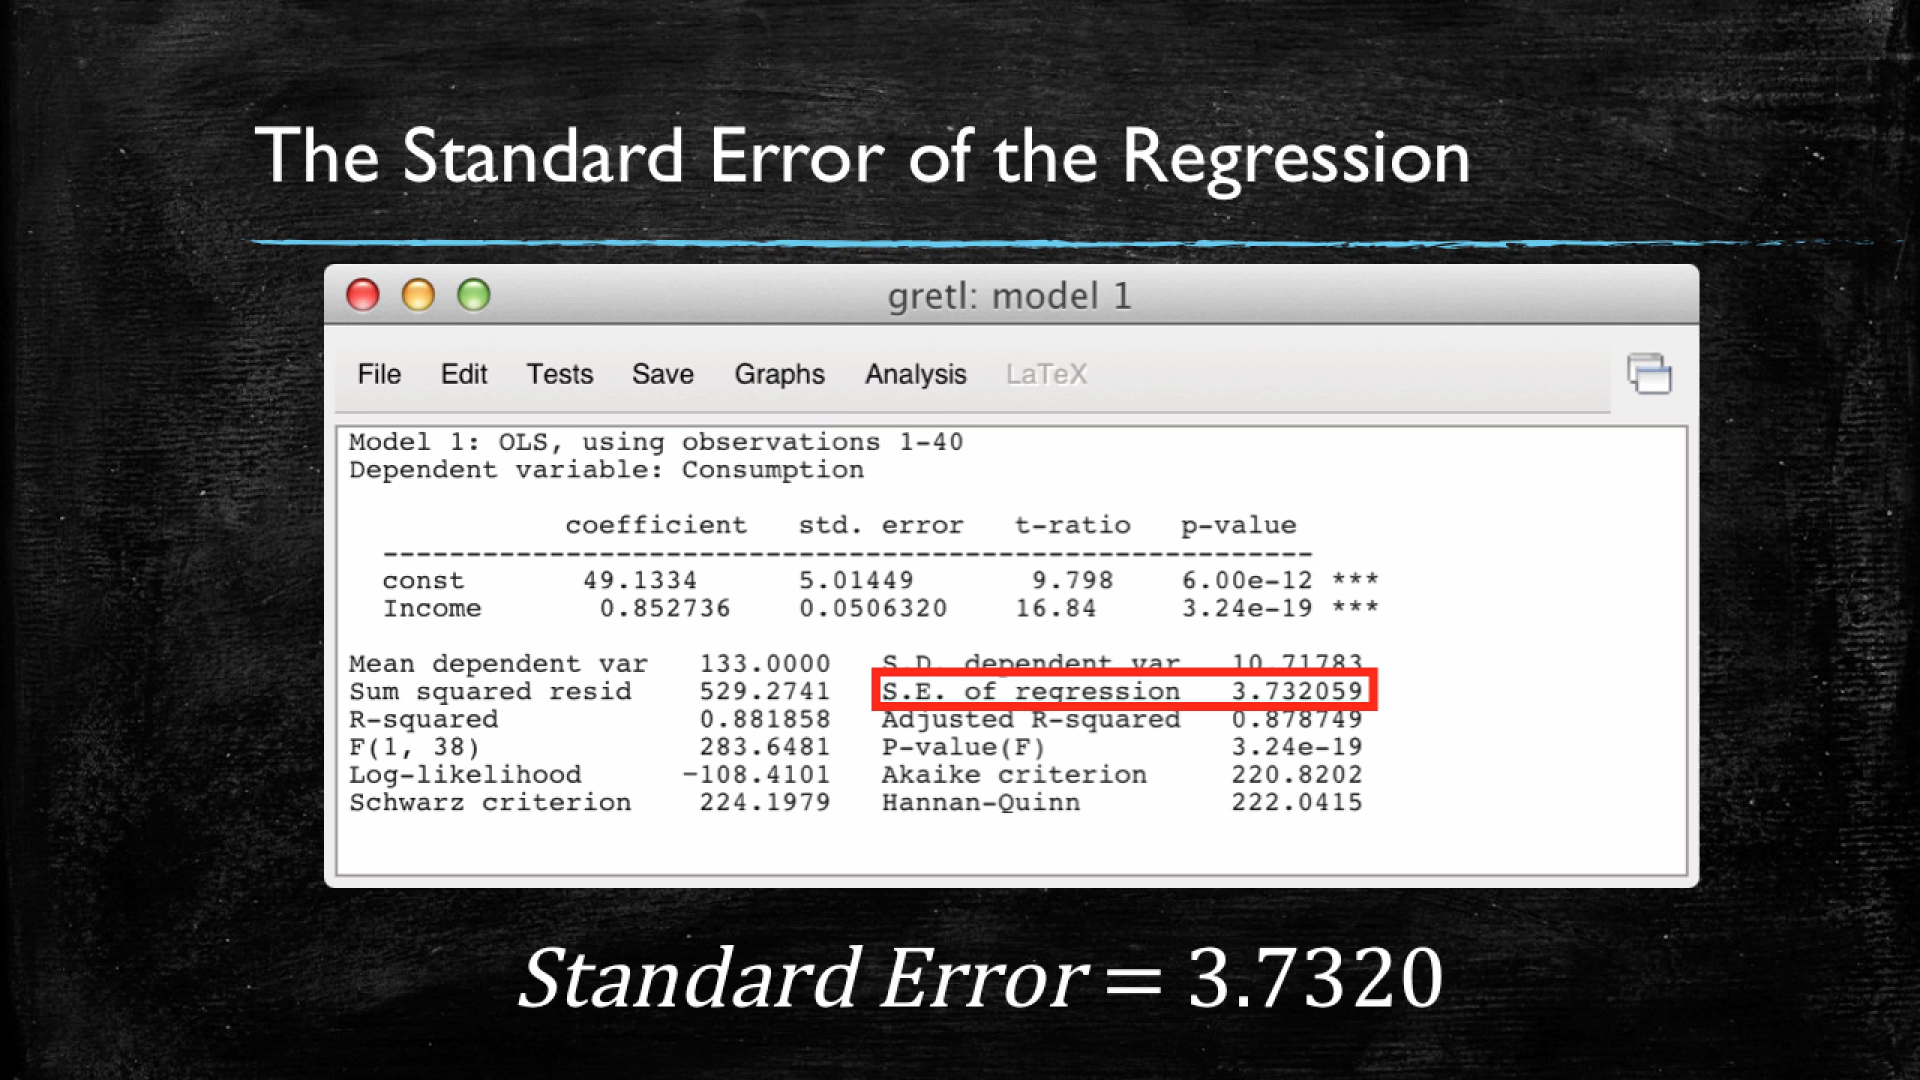 The Standard Error of the Regression
gretl: model 1
File Edit Tests Save Graphs Analysis LaTeX
Model 1: OLS, using observations 1-40
Dependent variable: Consumption
coefficient std. error t-ratio p-value
---------------------------------------------------------
const 49.1334 5.01449 9.798 6.00e-12 ***
Income 0.852736 0.0506320 16.84 3.24e-19 ***
Mean dependent var 133.0000 S.D. dependent var 10.71783
Sum squared resid 529.2741 S.E. of regression 3.732059
R-squared 0.881858 Adjusted R-squared 0.878749
F(1, 38) 283.6481 P-value(F) 3.24e-19
Log-likelihood -108.4101 Akaike criterion 220.8202
Schwarz criterion 224.1979 Hannan-Quinn 222.0415
Standard Error = 3.7320